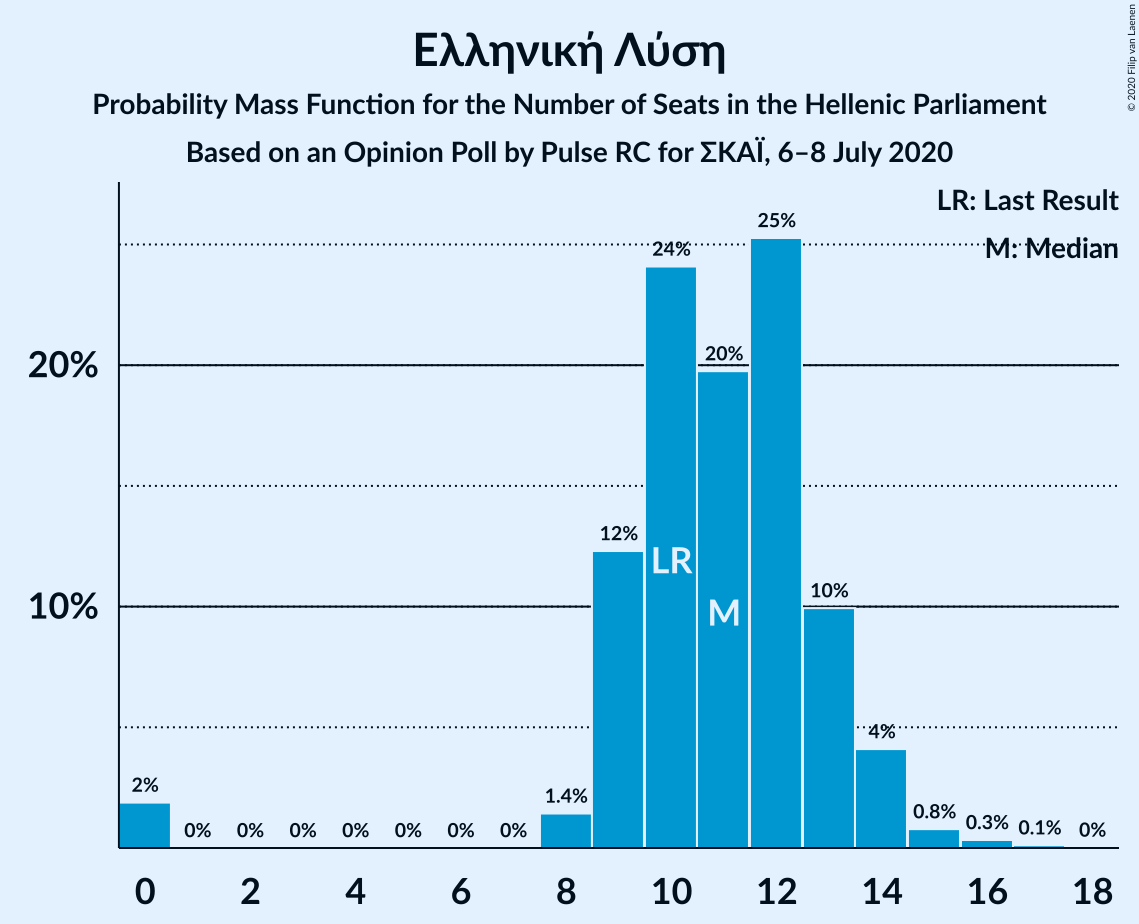 Ελληνική Λύση
Probability Mass Function for the Number of Seats in the Hellenic Parliament
Based on an Opinion Poll by Pulse RC for ΣΚΑΪ, 6–8 July 2020
© 2020 Filip van Laenen
LR: Last Result
M: Median
25%
24%
20%
20%
12%
LR
10%
M
10%
4%
2%
0%
0%
0%
0%
0%
0%
0%
1.4%
0.8%
0.3%
0.1%
0%
0 2 4 6 8 10 12 14 16 18